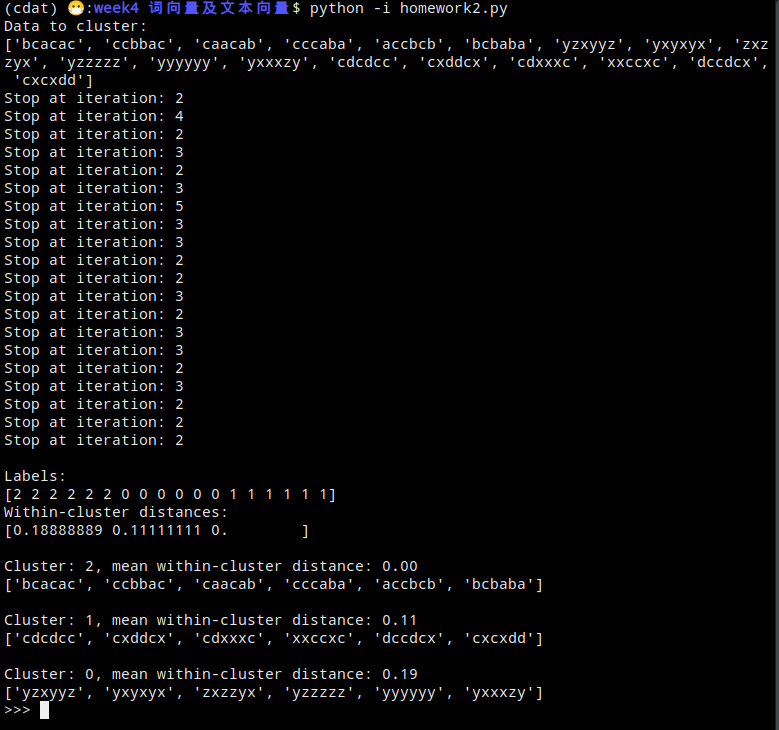 (cdat) 😷:week4 词向量及文本向量$ python -i homework2.py
Data to cluster:
['bcacac', 'ccbbac', 'caacab', 'cccaba', 'accbcb', 'bcbaba', 'yzxyyz', 'yxyxyx', 'zxz
zyx', 'yzzzzz', 'yyyyyy', 'yxxxzy', 'cdcdcc', 'cxddcx', 'cdxxxc', 'xxccxc', 'dccdcx',
 'cxcxdd']
Stop at iteration: 2
Stop at iteration: 4
Stop at iteration: 2
Stop at iteration: 3
Stop at iteration: 2
Stop at iteration: 3
Stop at iteration: 5
Stop at iteration: 3
Stop at iteration: 3
Stop at iteration: 2
Stop at iteration: 2
Stop at iteration: 3
Stop at iteration: 2
Stop at iteration: 3
Stop at iteration: 3
Stop at iteration: 2
Stop at iteration: 3
Stop at iteration: 2
Stop at iteration: 2
Stop at iteration: 2
Labels:
[2 2 2 2 2 2 0 0 0 0 0 0 1 1 1 1 1 1]
Within-cluster distances:
[0.18888889 0.11111111 0.        ]
Cluster: 2, mean within-cluster distance: 0.00
['bcacac', 'ccbbac', 'caacab', 'cccaba', 'accbcb', 'bcbaba']
Cluster: 1, mean within-cluster distance: 0.11
['cdcdcc', 'cxddcx', 'cdxxxc', 'xxccxc', 'dccdcx', 'cxcxdd']
Cluster: 0, mean within-cluster distance: 0.19
['yzxyyz', 'yxyxyx', 'zxzzyx', 'yzzzzz', 'yyyyyy', 'yxxxzy']
>>>